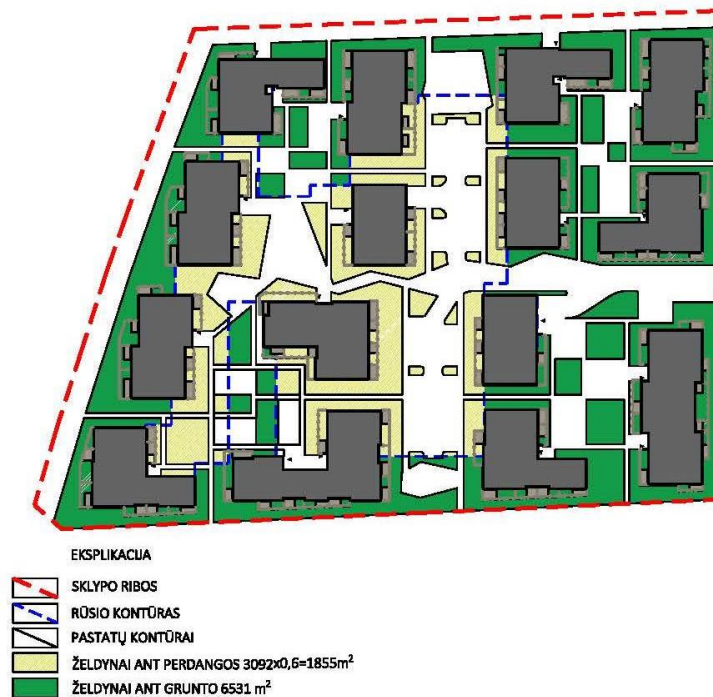 EKSPLIKACIJA
SKLYPO RIBOS
RŪSIO KONTŪRAS
PASTATŲ KONTŪRAI
ŽELDYNAI ANT PERDANGOS 3092x0,6=1855m²
ŽELDYNAI ANT GRUNTO 6531 m²